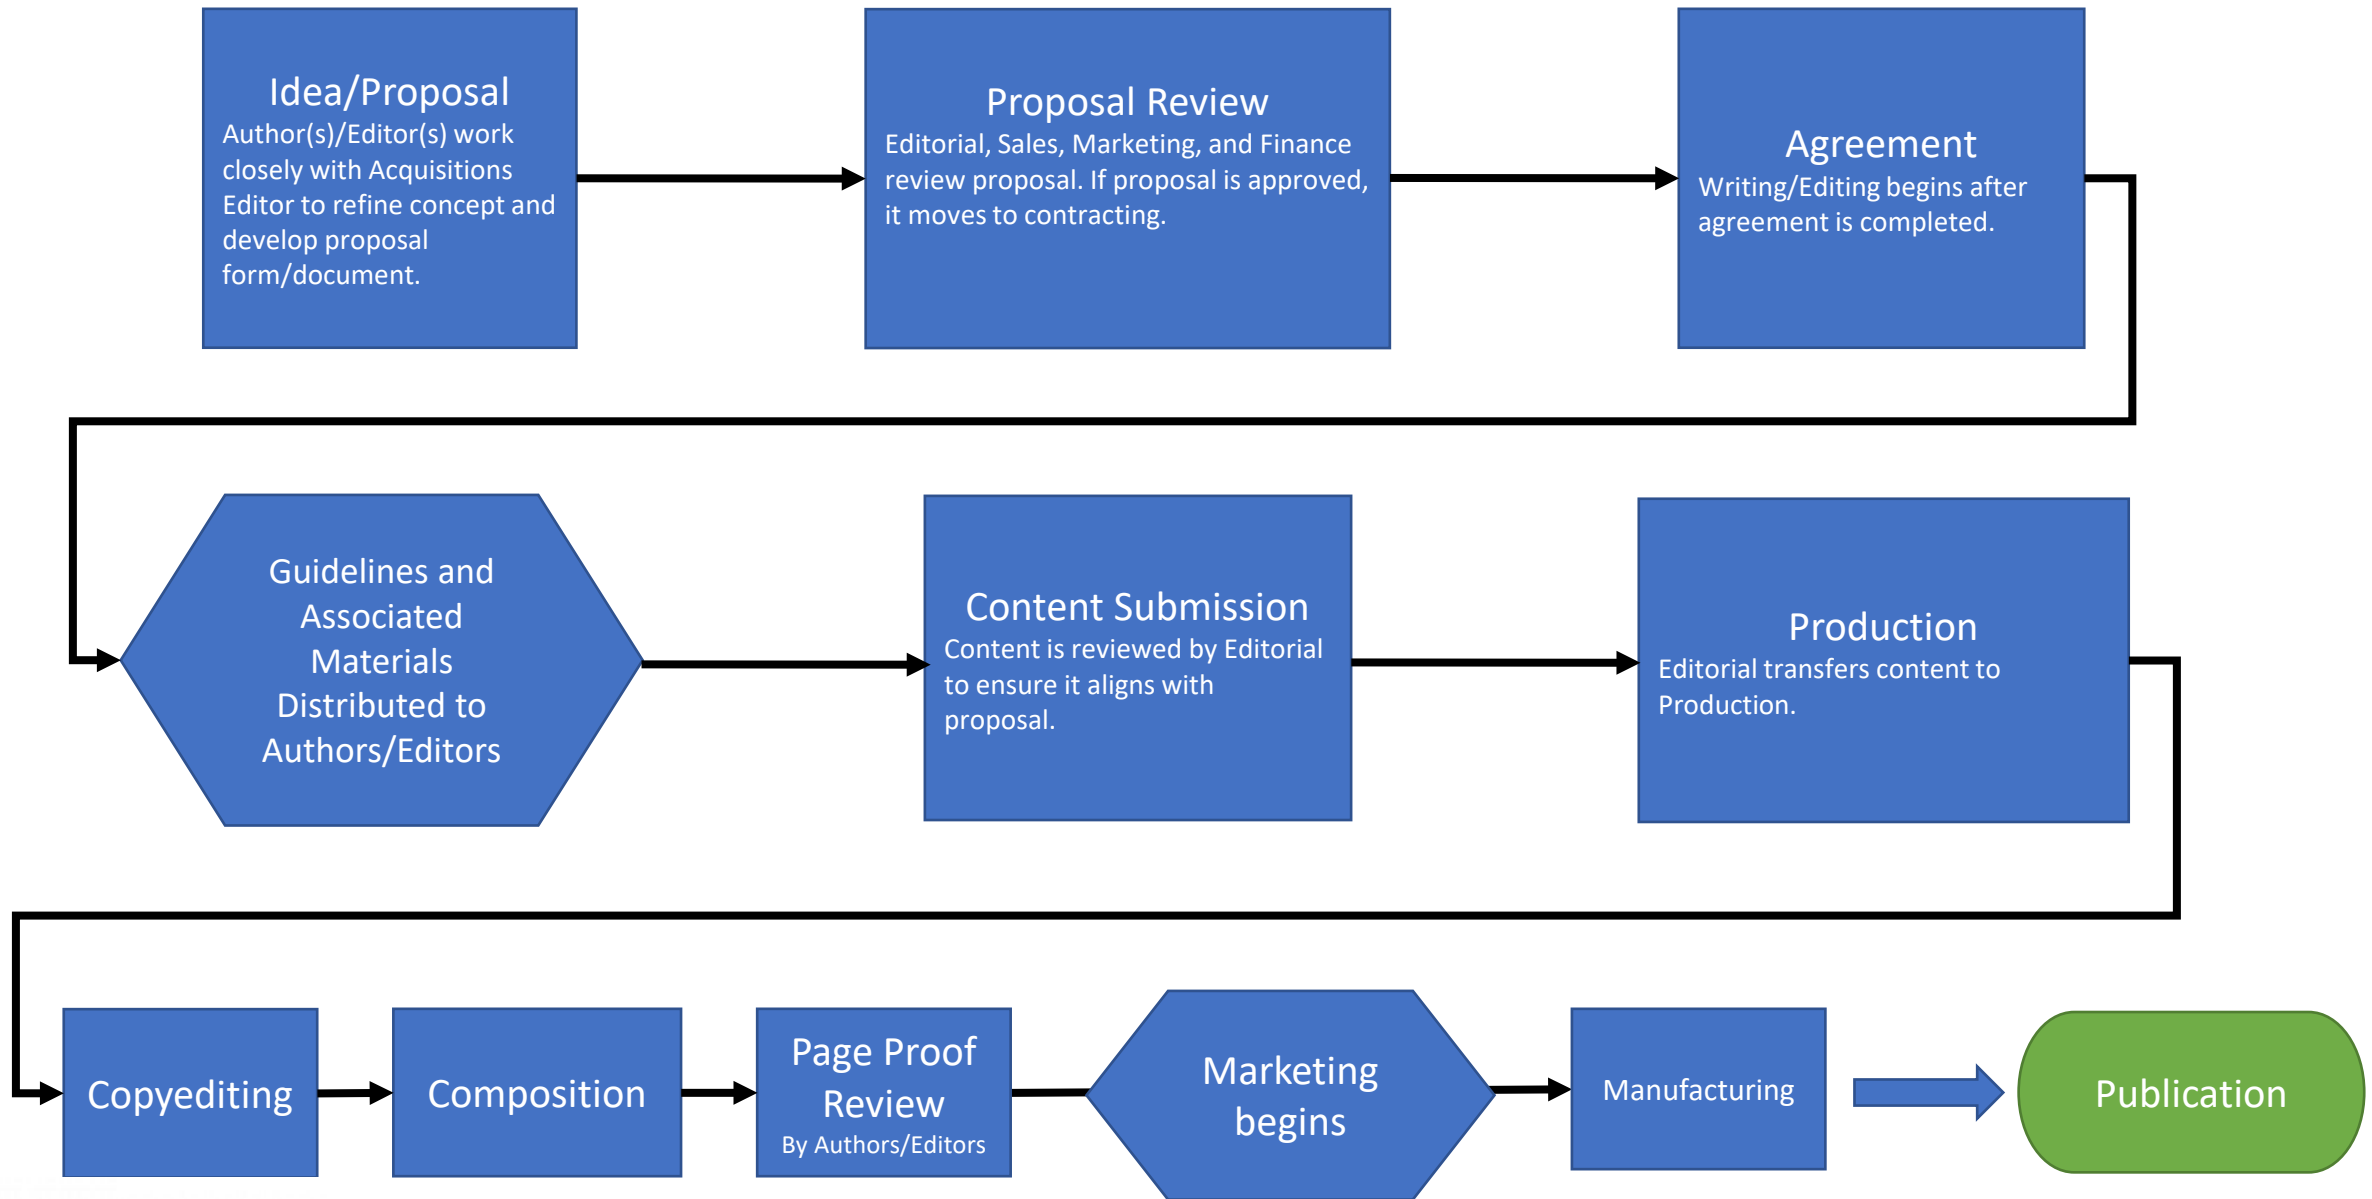 Idea/Proposal
Author(s)/Editor(s) work
closely with Acquisitions
Editor to refine concept and
develop proposal
form/document.
Proposal Review
Editorial, Sales, Marketing, and Finance
review proposal. If proposal is approved,
it moves to contracting.
Agreement
Writing/Editing begins after
agreement is completed.
Guidelines and
Associated
Materials
Distributed to
Authors/Editors
Content Submission
Content is reviewed by Editorial
to ensure it aligns with
proposal.
Production
Editorial transfers content to
Production.
Copyediting
Composition
Page Proof
Review
By Authors/Editors
Marketing
begins
Manufacturing
Publication